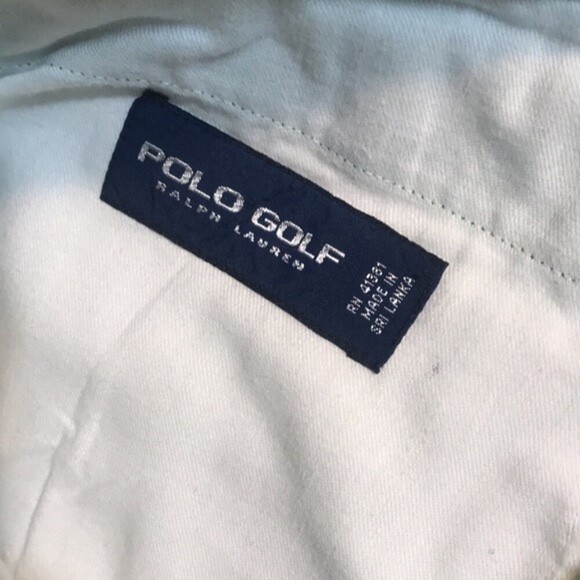 POLO GOLF
RALPH LAUREN
RN 41381
MADE IN
SRI LANKA